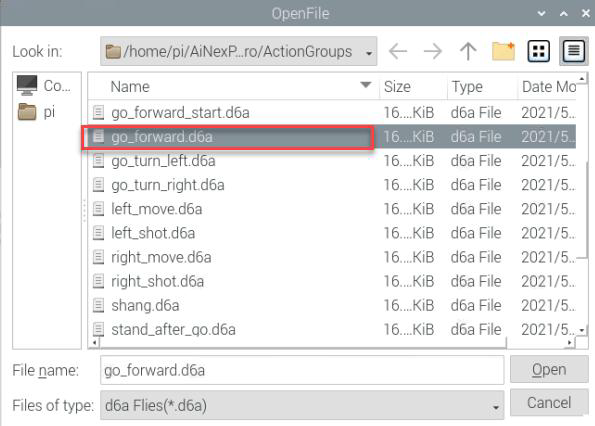 OpenFile
Look in: /home/pi/AiNexP...ro/ActionGroups
Co...
pi
Name Size Type Date Mo
go_forward_start.d6a 16....KiB d6a File 2021/5...
go_forward.d6a 16....KiB d6a File 2021/5...
go_turn_left.d6a 16....KiB d6a File 2021/5...
go_turn_right.d6a 16....KiB d6a File 2021/5...
left_move.d6a 16....KiB d6a File 2021/5...
left_shot.d6a 16....KiB d6a File 2021/5...
right_move.d6a 16....KiB d6a File 2021/5...
right_shot.d6a 16....KiB d6a File 2021/5...
shang.d6a 16....KiB d6a File 2021/5...
stand_after_go.d6a 16....KiB d6a File 2021/5...
File name: go_forward.d6a Open
Files of type: d6a Flies(*.d6a) Cancel